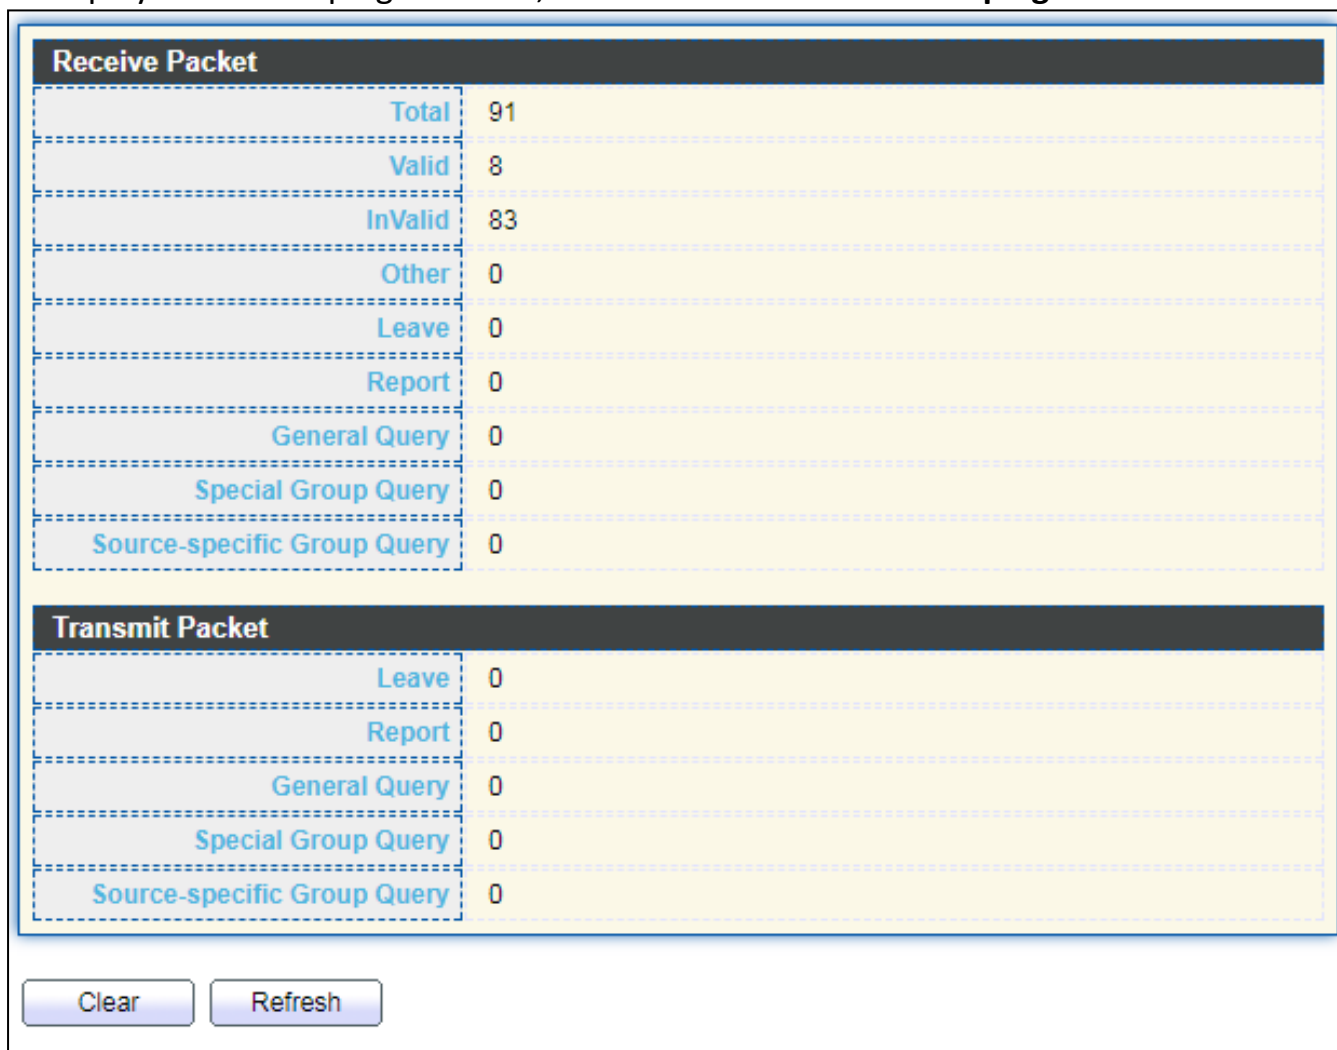 Receive Packet
Total 91
Valid 8
InValid 83
Other 0
Leave 0
Report 0
General Query 0
Special Group Query 0
Source-specific Group Query 0
Transmit Packet
Leave 0
Report 0
General Query 0
Special Group Query 0
Source-specific Group Query 0
Clear Refresh